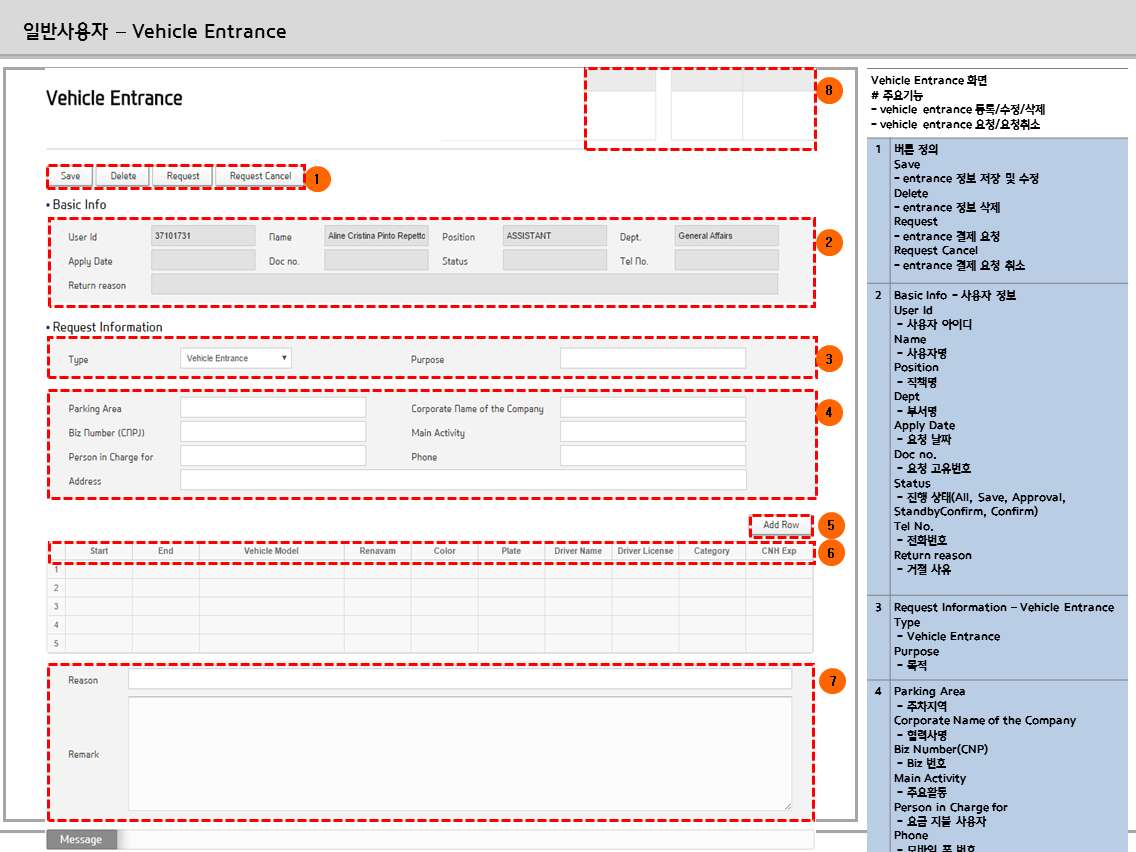 일반사용자 – Vehicle Entrance
Vehicle Entrance
8
Save Delete Request Request Cancel
1
• Basic Info
User Id 37101731 Name Aline Cristina Pinto Repetto Position ASSISTANT Dept. General Affairs
2
Apply Date Doc no. Status Tel No.
Return reason
• Request Information
Type Vehicle Entrance Purpose
3
Parking Area Corporate Name of the Company
4
Biz Number (CNPJ) Main Activity
Person in Charge for Phone
Address
Add Row
5
Start End Vehicle Model Renavam Color Plate Driver Name Driver License Category CNH Exp
6
1
2
3
4
5
Reason
7
Remark
Message
Vehicle Entrance 화면
# 주요기능
- vehicle entrance 등록/수정/삭제
- vehicle entrance 요청/요청취소
1 버튼 정의
Save
- entrance 정보 저장 및 수정
Delete
- entrance 정보 삭제
Request
- entrance 결제 요청
Request Cancel
- entrance 결제 요청 취소
2 Basic Info - 사용자 정보
User Id
- 사용자 아이디
Name
- 사용자명
Position
- 직책명
Dept
- 부서명
Apply Date
- 요청 날짜
Doc no.
- 요청 고유번호
Status
- 진행 상태(All, Save, Approval,
StandbyConfirm, Confirm)
Tel No.
- 전화번호
Return reason
- 거절 사유
3 Request Information – Vehicle Entrance
Type
- Vehicle Entrance
Purpose
- 목적
4 Parking Area
- 주차지역
Corporate Name of the Company
- 협력사명
Biz Number(CNP)
- Biz 번호
Main Activity
- 주요활동
Person in Charge for
- 요금 지불 사용자
Phone
- 모바일 폰 번호